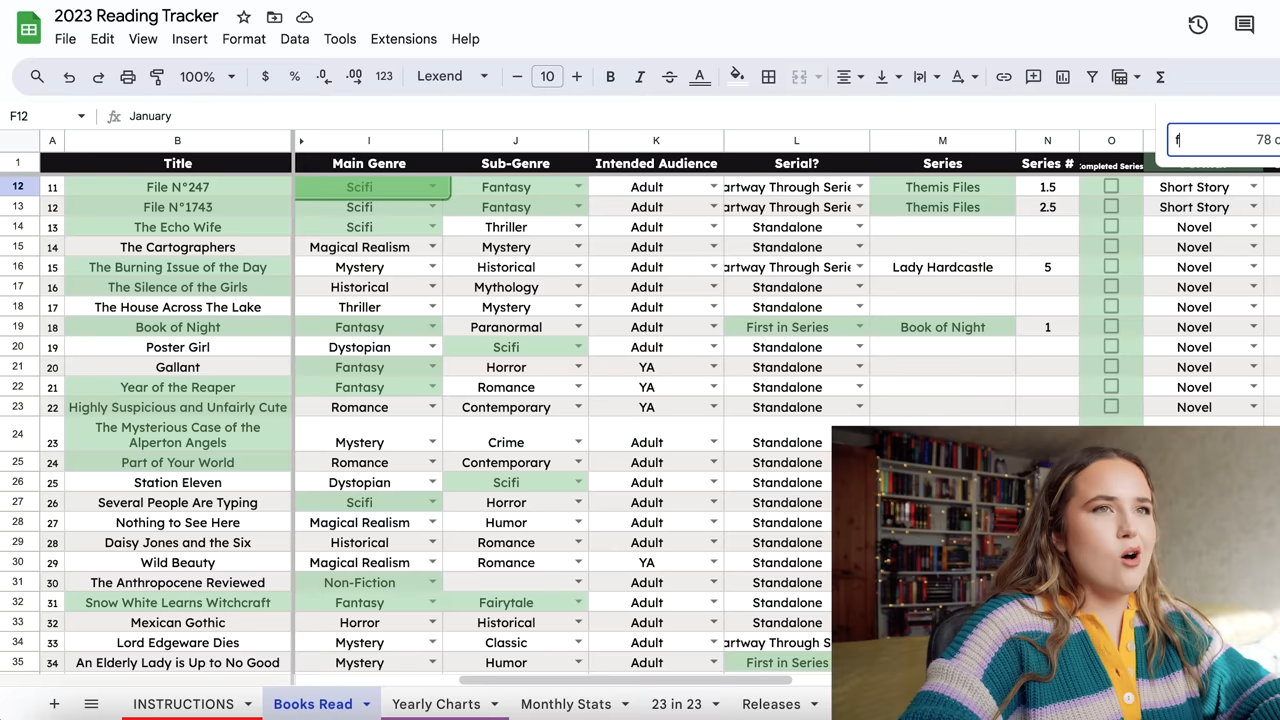 2023 Reading Tracker
File Edit View Insert Format Data Tools Extensions Help
100% $ % .0 .00 123 Lexend 10 B I S A Σ
F12 fx January
f 78 o
A B I J K L M N O
1 Title Main Genre Sub-Genre Intended Audience Serial? Series Series # Completed Series
12 11 File N°247 Scifi Fantasy Adult artway Through Serie Themis Files 1.5 Short Story
13 12 File N°1743 Scifi Fantasy Adult artway Through Serie Themis Files 2.5 Short Story
14 13 The Echo Wife Scifi Thriller Adult Standalone Novel
15 14 The Cartographers Magical Realism Mystery Adult Standalone Novel
16 15 The Burning Issue of the Day Mystery Historical Adult artway Through Serie Lady Hardcastle 5 Novel
17 16 The Silence of the Girls Historical Mythology Adult Standalone Novel
18 17 The House Across The Lake Thriller Mystery Adult Standalone Novel
19 18 Book of Night Fantasy Paranormal Adult First in Series Book of Night 1 Novel
20 19 Poster Girl Dystopian Scifi Adult Standalone Novel
21 20 Gallant Fantasy Horror YA Standalone Novel
22 21 Year of the Reaper Fantasy Romance YA Standalone Novel
23 22 Highly Suspicious and Unfairly Cute Romance Contemporary YA Standalone Novel
24 23 The Mysterious Case of the
Alperton Angels Mystery Crime Adult Standalone
25 24 Part of Your World Romance Contemporary Adult Standalone
26 25 Station Eleven Dystopian Scifi Adult Standalone
27 26 Several People Are Typing Scifi Horror Adult Standalone
28 27 Nothing to See Here Magical Realism Humor Adult Standalone
29 28 Daisy Jones and the Six Historical Romance Adult Standalone
30 29 Wild Beauty Magical Realism Romance YA Standalone
31 30 The Anthropocene Reviewed Non-Fiction Adult Standalone
32 31 Snow White Learns Witchcraft Fantasy Fairytale Adult Standalone
33 32 Mexican Gothic Horror Historical Adult Standalone
34 33 Lord Edgeware Dies Mystery Classic Adult artway Through S
35 34 An Elderly Lady is Up to No Good Mystery Humor Adult First in Series
INSTRUCTIONS Books Read Yearly Charts Monthly Stats 23 in 23 Releases